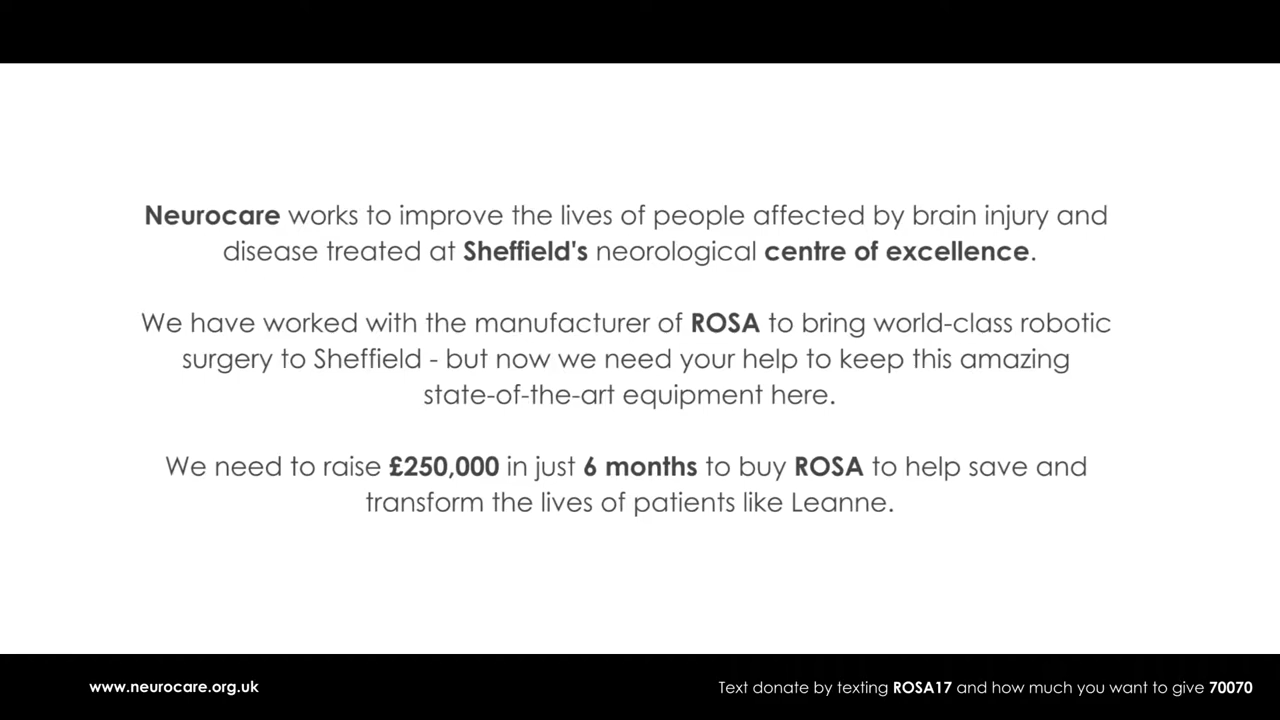 Neurocare works to improve the lives of people affected by brain injury and
disease treated at Sheffield's neorological centre of excellence.
We have worked with the manufacturer of ROSA to bring world-class robotic
surgery to Sheffield - but now we need your help to keep this amazing
state-of-the-art equipment here.
We need to raise £250,000 in just 6 months to buy ROSA to help save and
transform the lives of patients like Leanne.
www.neurocare.org.uk
Text donate by texting ROSA17 and how much you want to give 70070